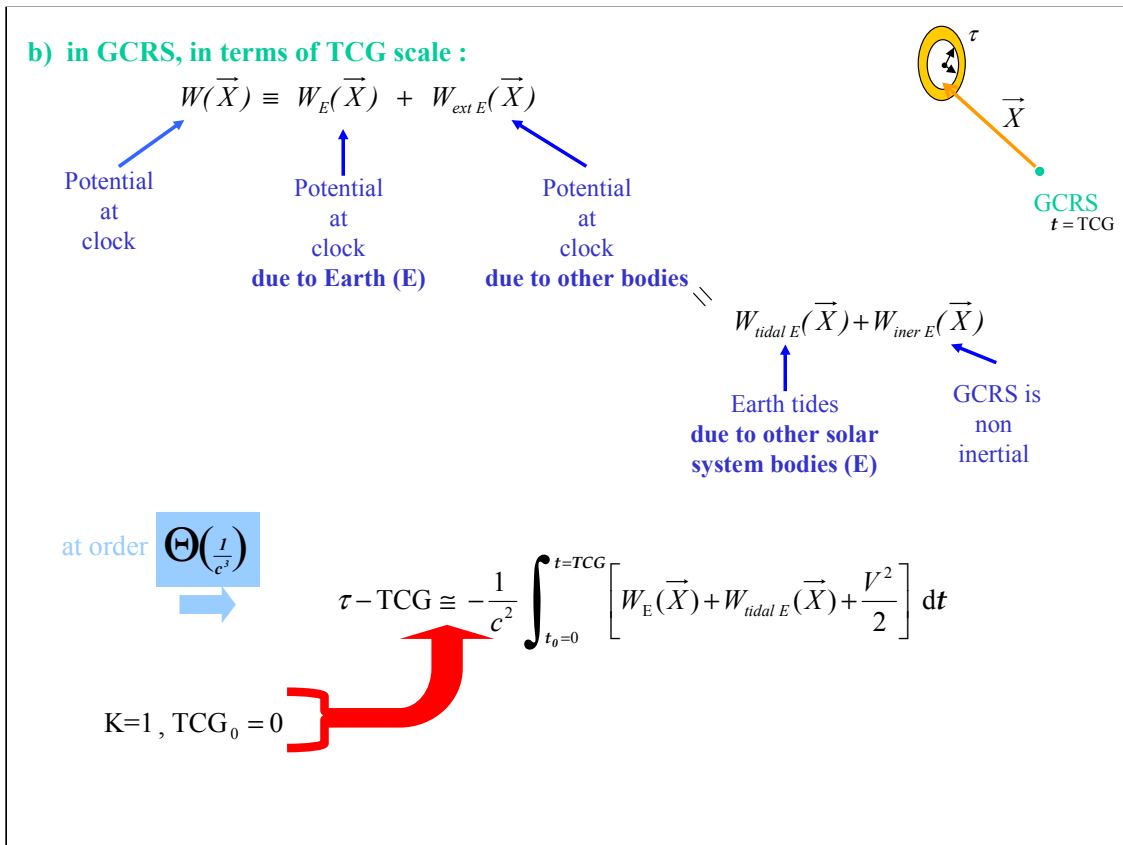 b) in GCRS, in terms of TCG scale :
τ
W(X⃗) ≡ W_E(X⃗) + W_ext E(X⃗)
X⃗
Potential
at
clock
Potential
at
clock
due to Earth (E)
Potential
at
clock
due to other bodies
GCRS
t = TCG
=
W_tidal E(X⃗) + W_iner E(X⃗)
Earth tides
due to other solar
system bodies (E)
GCRS is
non
inertial
at order Θ(1/c³)
τ − TCG ≅ − 1/c² ∫_{t₀=0}^{t=TCG} [W_E(X⃗) + W_tidal E(X⃗) + V²/2] dt
K=1 , TCG₀ = 0